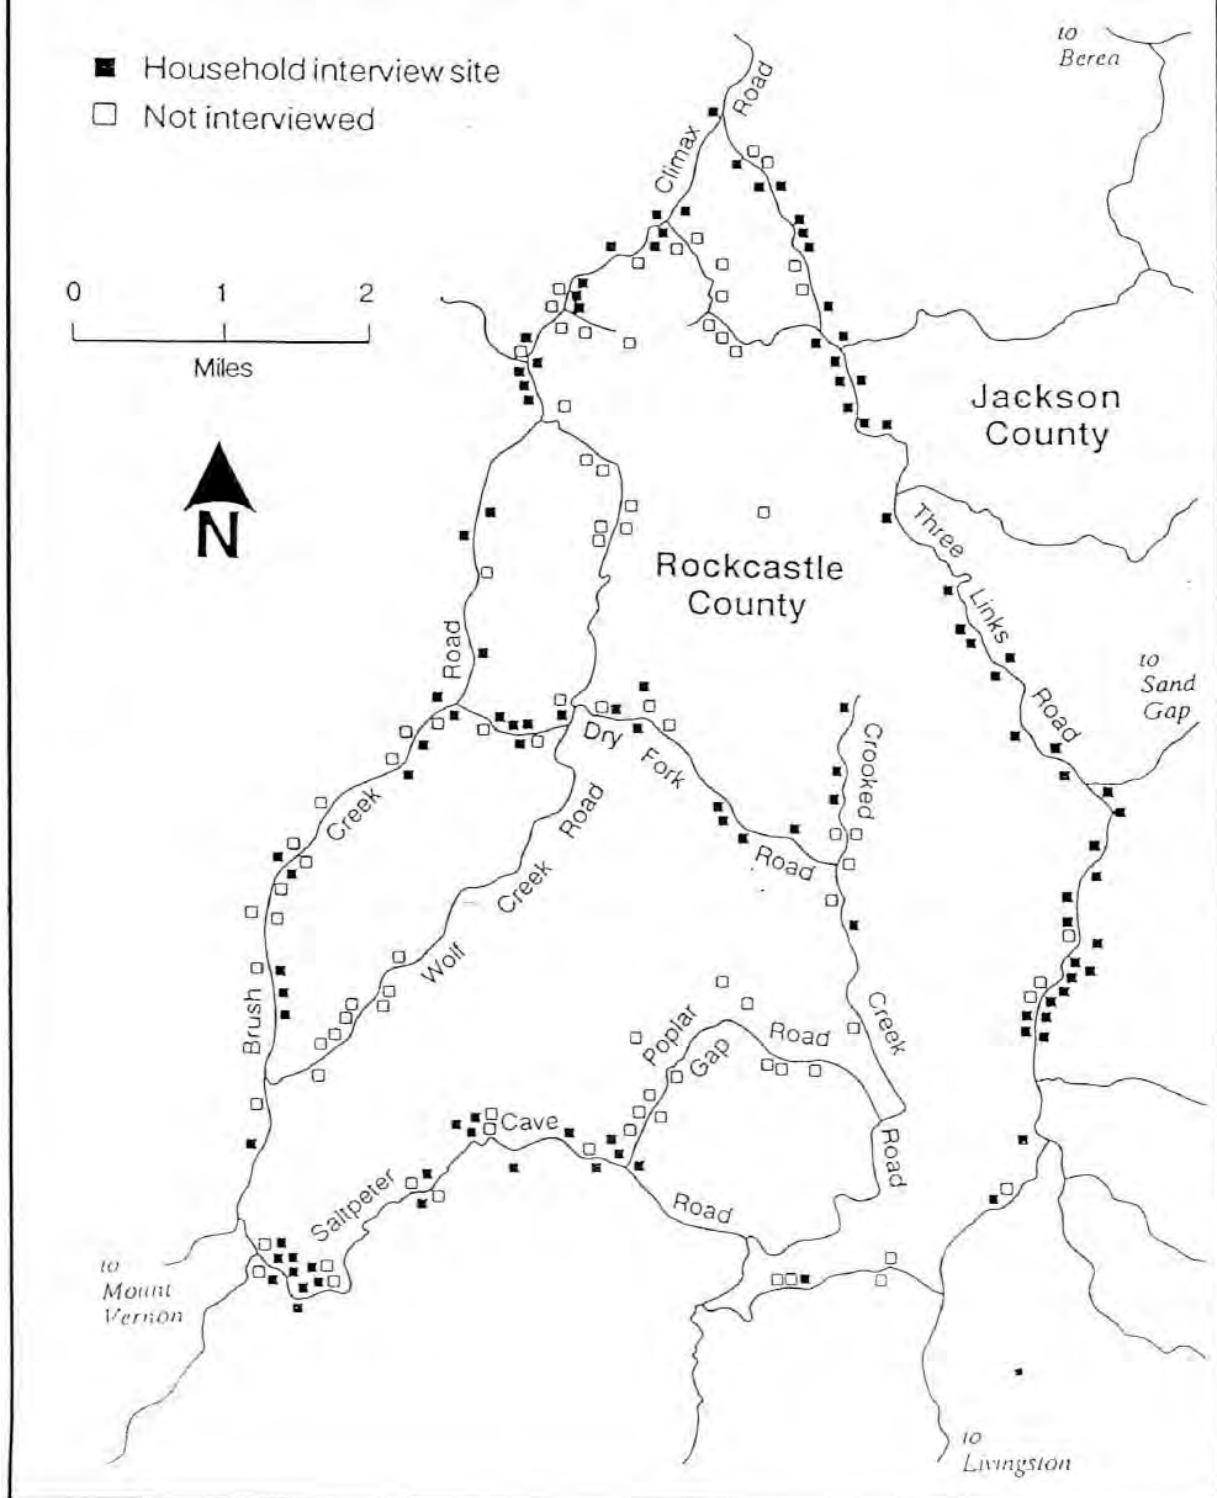 Household interview site
Not interviewed
to
Berea
Road
Climax
0 1 2
Miles
N
Jackson
County
Rockcastle
County
Three
Links
Road
to
Sand
Gap
Road
Creek
Brush
Dry
Fork
Road
Crooked
Creek
Road
Road
Creek
Wolf
Poplar
Gap
Road
Cave
Saltpeter
Road
to
Mount
Vernon
to
Livingston